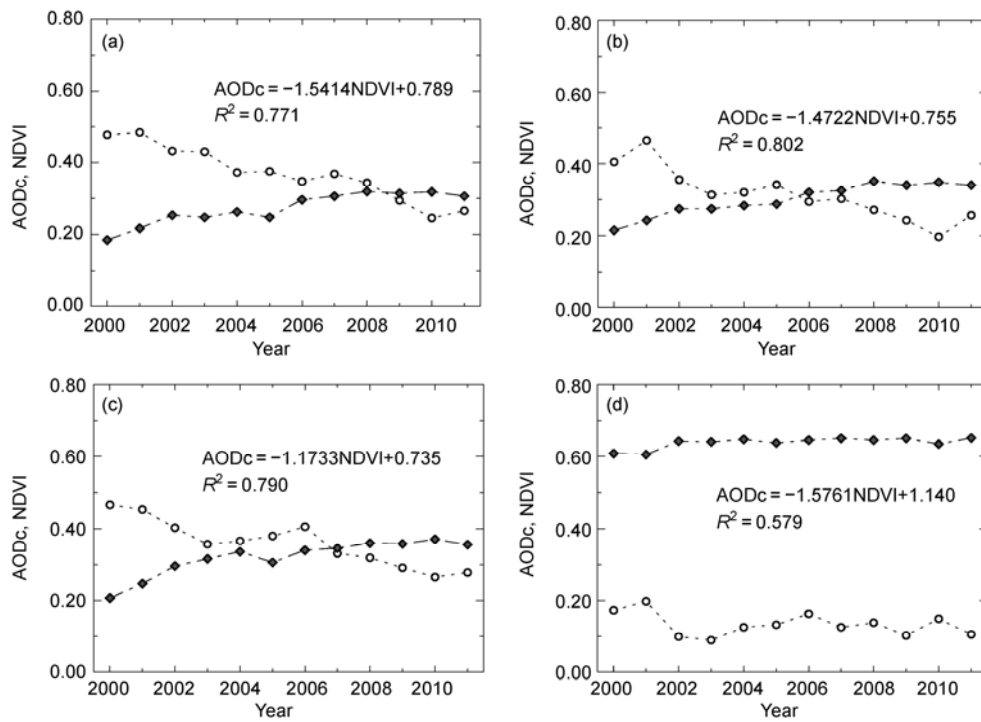 (a)
AODc = −1.5414NDVI+0.789
R² = 0.771
AODc, NDVI
0.80
0.60
0.40
0.20
0.00
2000 2002 2004 2006 2008 2010
Year
(b)
AODc = −1.4722NDVI+0.755
R² = 0.802
AODc, NDVI
0.80
0.60
0.40
0.20
0.00
2000 2002 2004 2006 2008 2010
Year
(c)
AODc = −1.1733NDVI+0.735
R² = 0.790
AODc, NDVI
0.80
0.60
0.40
0.20
0.00
2000 2002 2004 2006 2008 2010
Year
(d)
AODc = −1.5761NDVI+1.140
R² = 0.579
AODc, NDVI
0.80
0.60
0.40
0.20
0.00
2000 2002 2004 2006 2008 2010
Year